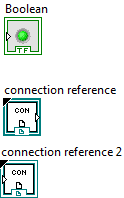 Boolean
TF
connection reference
CON
connection reference 2
CON